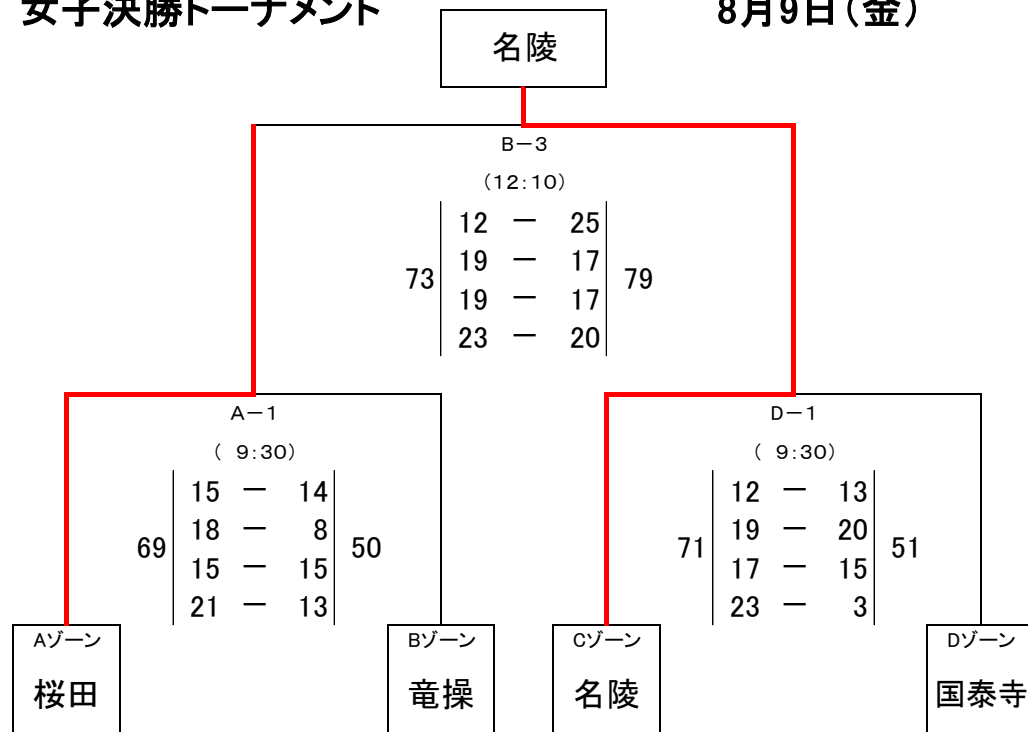 女子決勝トーナメント 8月9日(金)
名陵
B-3
(12:10)
12 － 25
19 － 17
73 79
19 － 17
23 － 20
A-1 D-1
( 9:30) ( 9:30)
15 － 14 12 － 13
18 － 8 19 － 20
69 50 71 51
15 － 15 17 － 15
21 － 13 23 － 3
Aゾーン Bゾーン Cゾーン Dゾーン
桜田 竜操 名陵 国泰寺